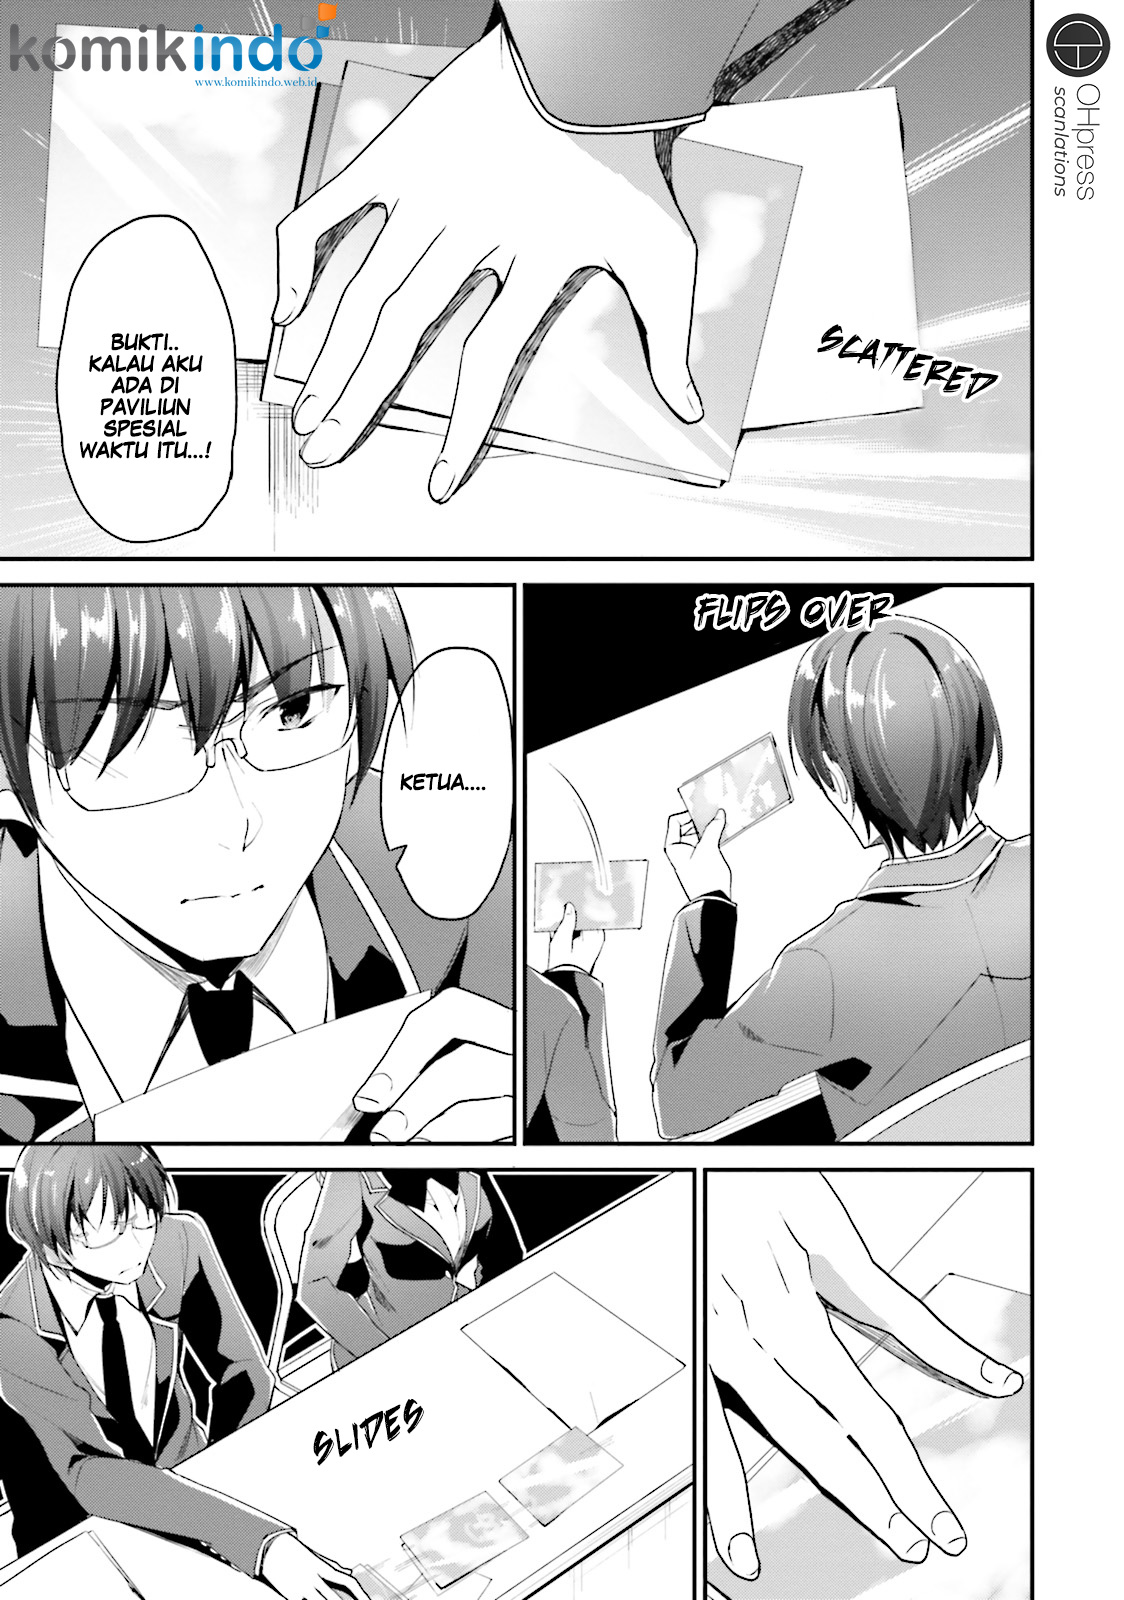 komikindo
www.komikindo.web.id
OHpress
scanlations
SCATTERED
BUKTI..
KALAU AKU
ADA DI
PAVILIUN
SPESIAL
WAKTU ITU...!
FLIPS OVER
KETUA....
SLIDES